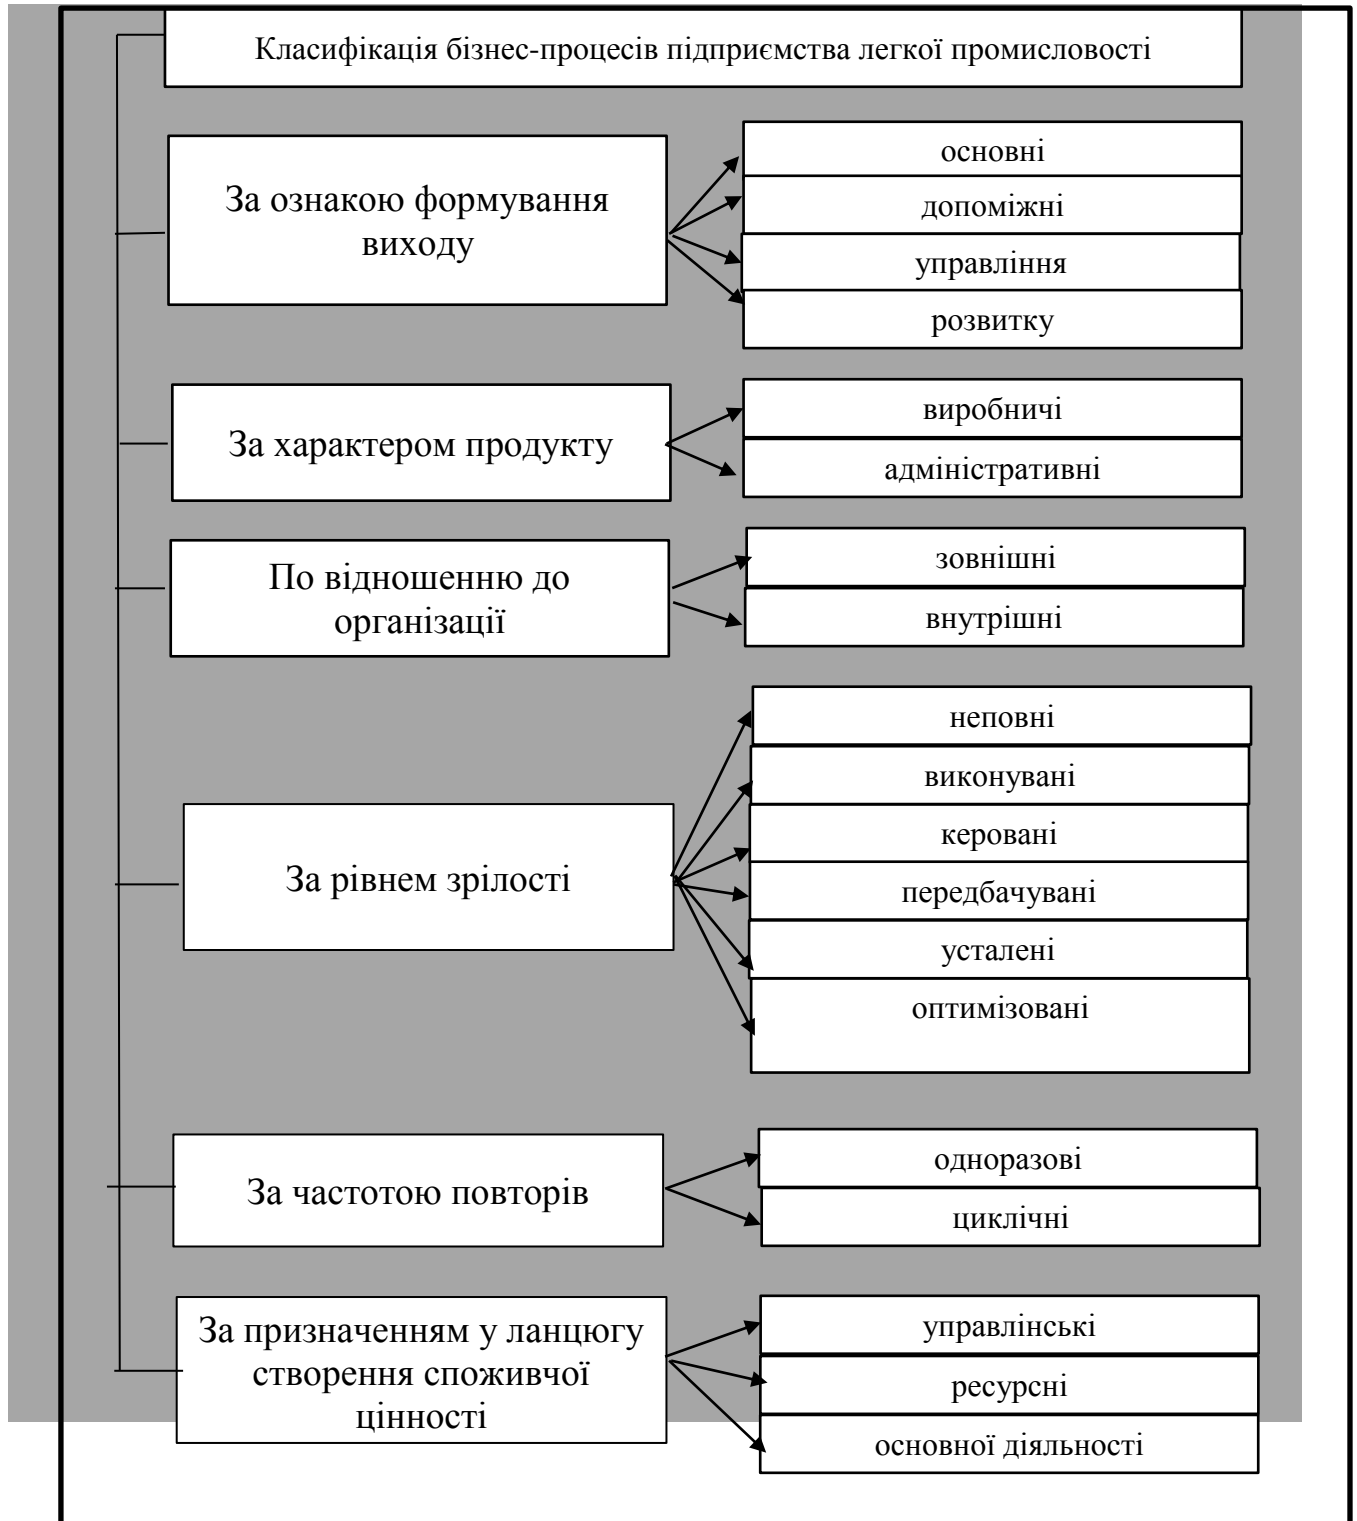 Класифікація бізнес-процесів підприємства легкої промисловості
За ознакою формування
виходу
основні
допоміжні
управління
розвитку
За характером продукту
виробничі
адміністративні
По відношенню до
організації
зовнішні
внутрішні
За рівнем зрілості
неповні
виконувані
керовані
передбачувані
усталені
оптимізовані
За частотою повторів
одноразові
циклічні
За призначенням у ланцюгу
створення споживчої
цінності
управлінські
ресурсні
основної діяльності